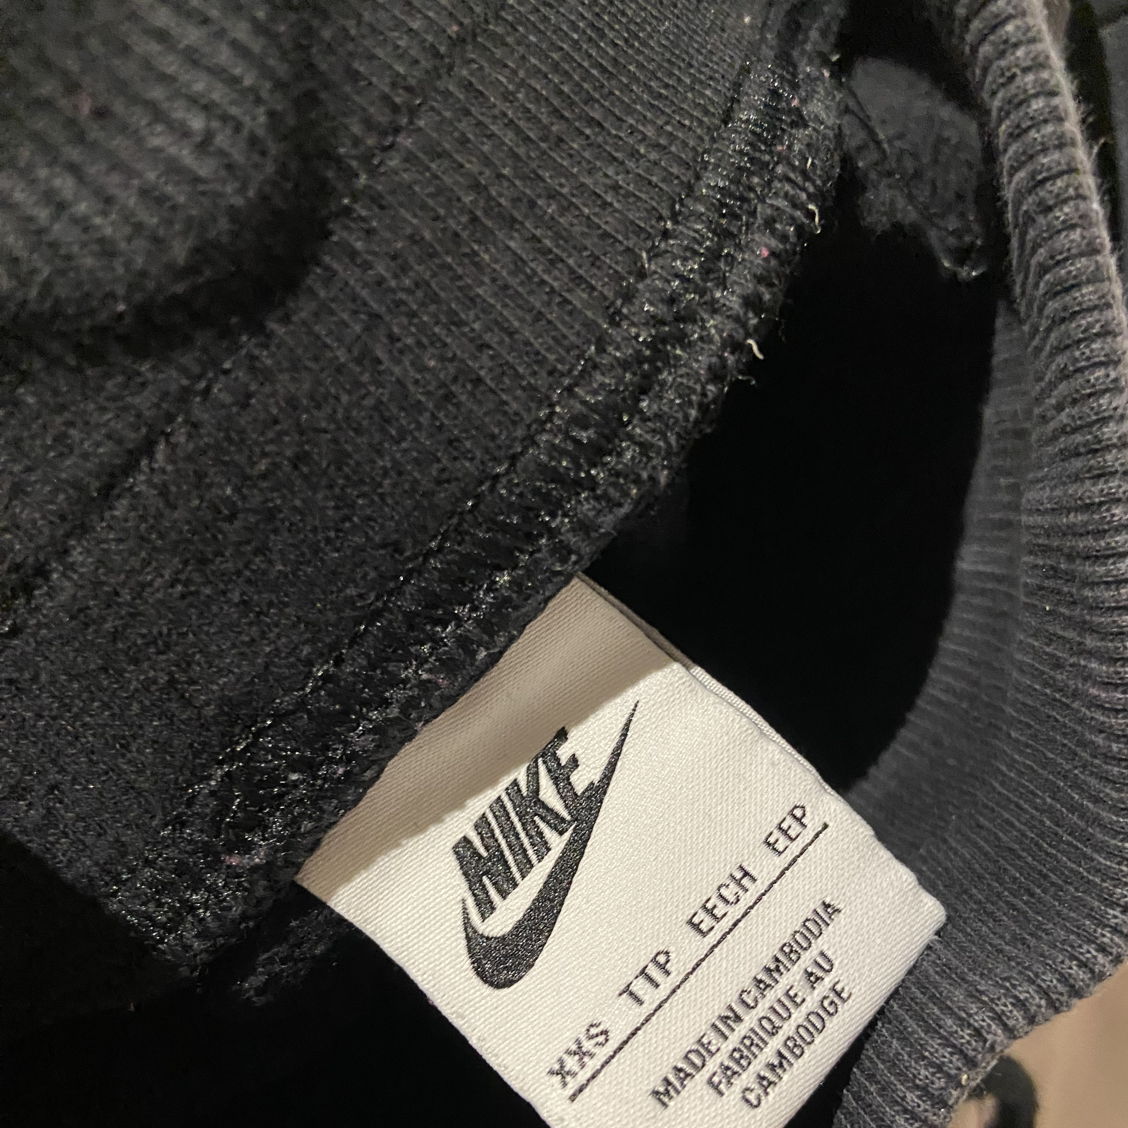 NIKE
XXS TTP EECH EEP
MADE IN CAMBODIA
FABRIQUE AU
CAMBODGE